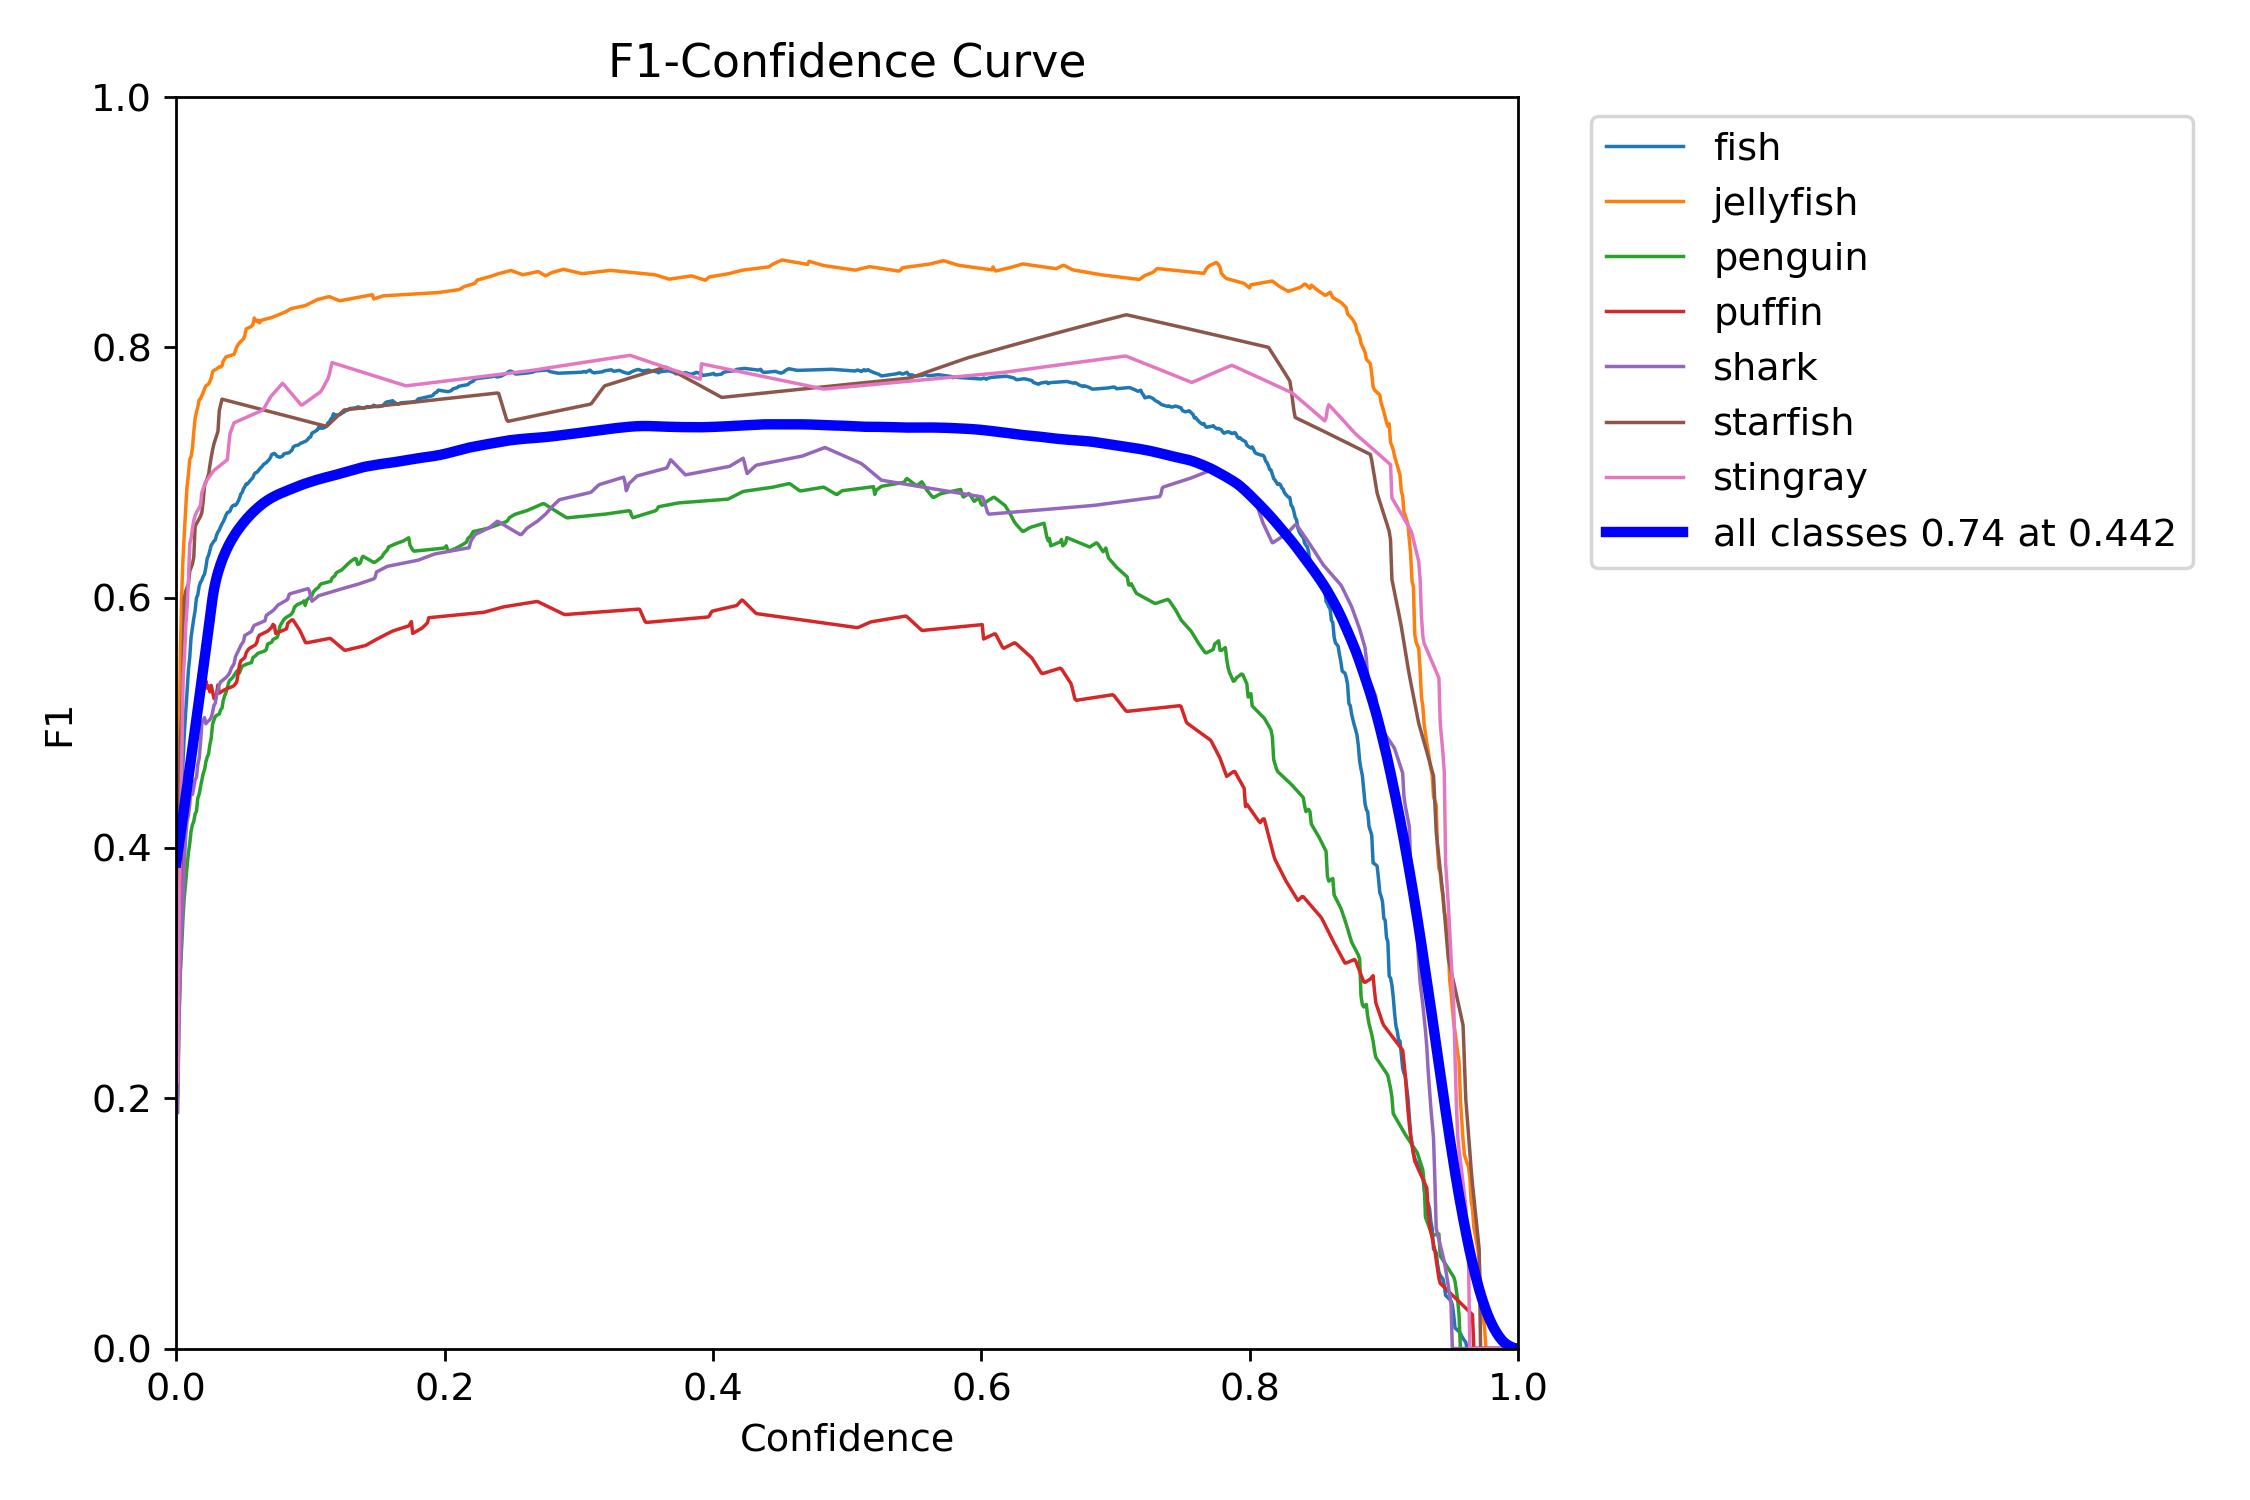 F1-Confidence Curve
1.0
0.8
0.6
0.4
0.2
0.0
F1
0.0 0.2 0.4 0.6 0.8 1.0
Confidence
fish
jellyfish
penguin
puffin
shark
starfish
stingray
all classes 0.74 at 0.442